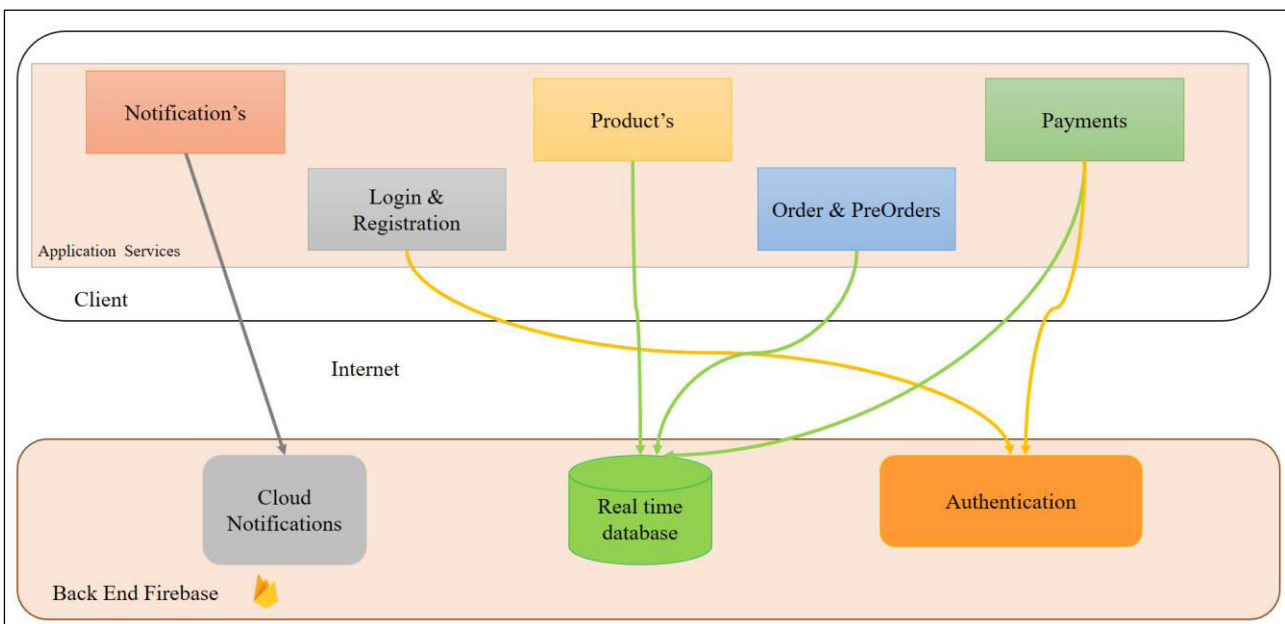 Notification's
Product's
Payments
Login &
Registration
Order & PreOrders
Application Services
Client
Internet
Cloud
Notifications
Real time
database
Authentication
Back End Firebase